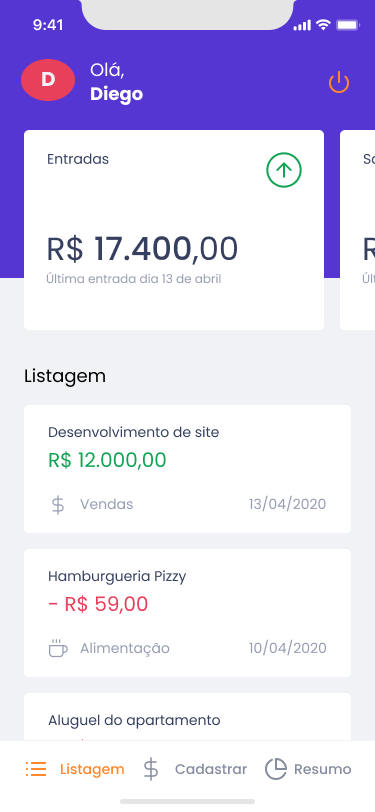 9:41
D
Olá,
Diego
Entradas
R$ 17.400,00
Última entrada dia 13 de abril
Listagem
Desenvolvimento de site
R$ 12.000,00
Vendas 13/04/2020
Hamburgueria Pizzy
- R$ 59,00
Alimentação 10/04/2020
Aluguel do apartamento
Listagem Cadastrar Resumo